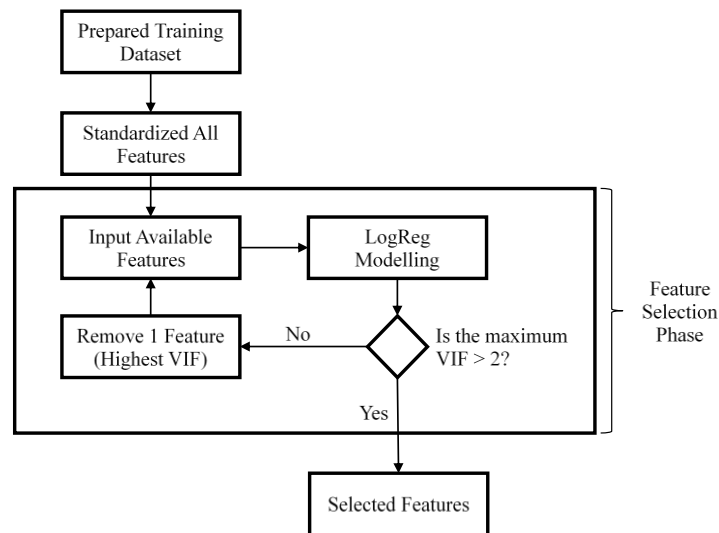 Prepared Training
Dataset
Standardized All
Features
Input Available
Features
LogReg
Modelling
Remove 1 Feature
(Highest VIF)
No
Is the maximum
VIF > 2?
Yes
Selected Features
Feature
Selection
Phase